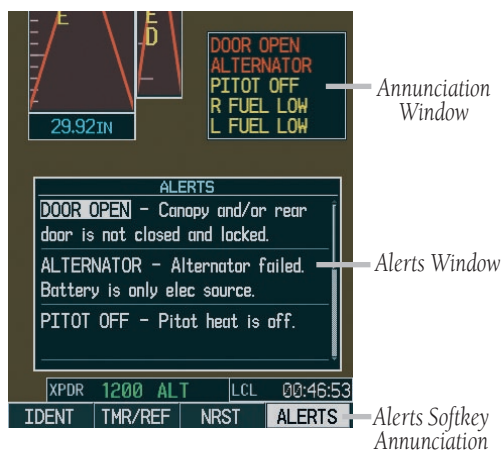 E
E
D
DOOR OPEN
ALTERNATOR
PITOT OFF
R FUEL LOW
L FUEL LOW
Annunciation
Window
29.92IN
ALERTS
DOOR OPEN – Canopy and/or rear
door is not closed and locked.
ALTERNATOR – Alternator failed.
Battery is only elec source.
PITOT OFF – Pitot heat is off.
Alerts Window
XPDR 1200 ALT LCL 00:46:53
IDENT TMR/REF NRST ALERTS
Alerts Softkey
Annunciation